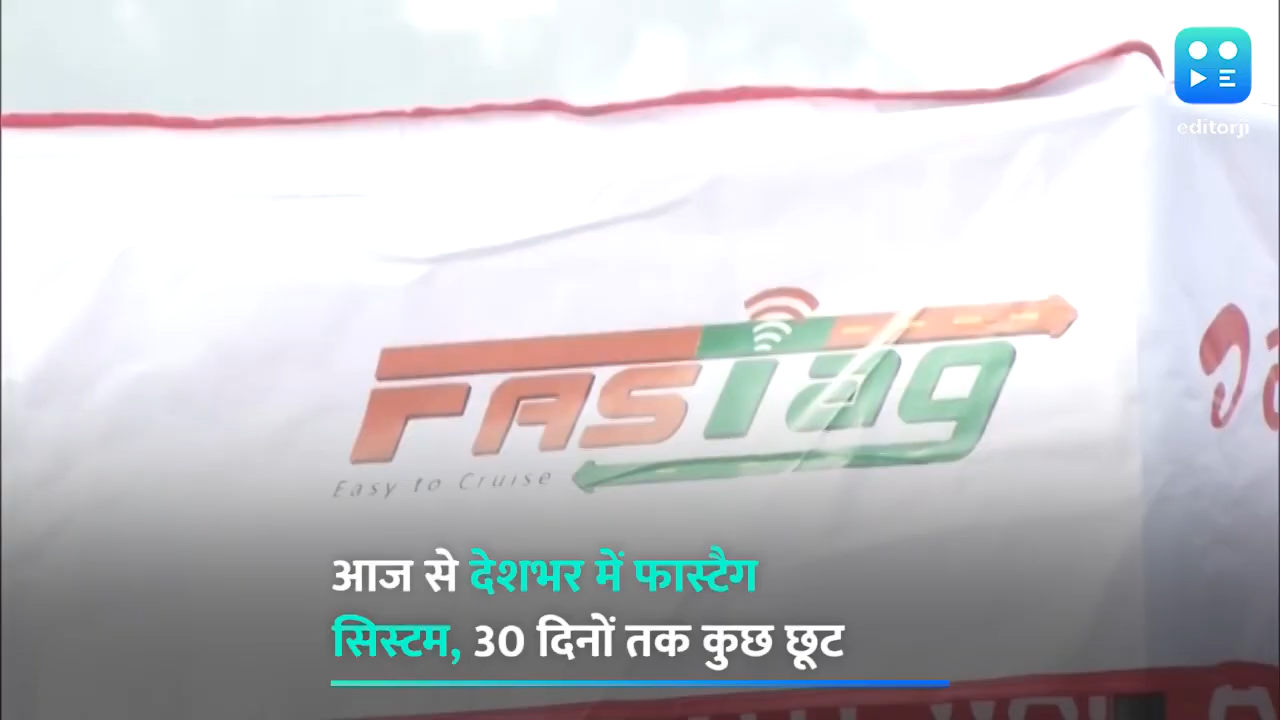 editorji
FASTag
Easy to Cruise
आज से देशभर में फास्टैग
सिस्टम, 30 दिनों तक कुछ छूट